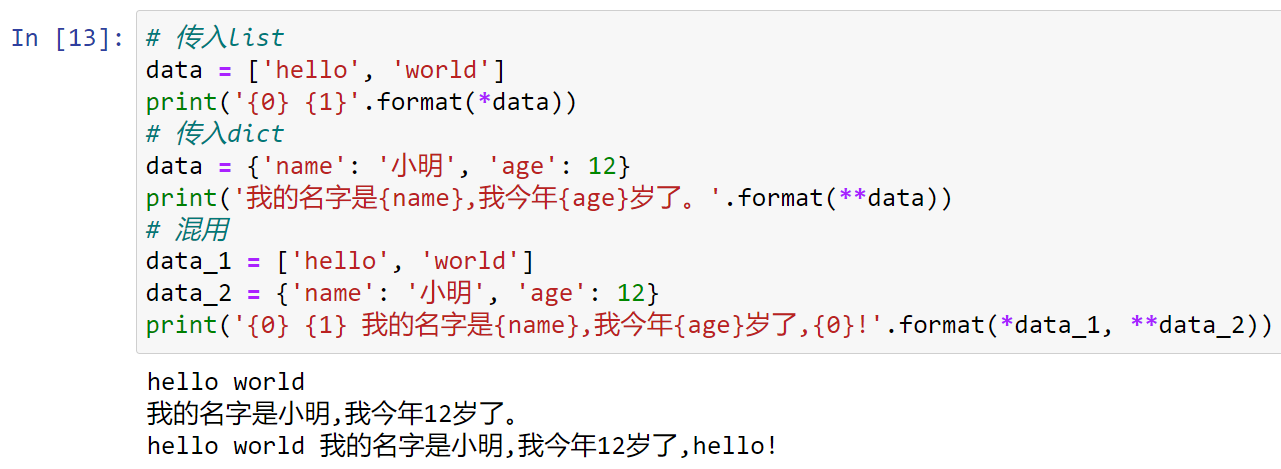 In [13]: # 传入list
data = ['hello', 'world']
print('{0} {1}'.format(*data))
# 传入dict
data = {'name': '小明', 'age': 12}
print('我的名字是{name},我今年{age}岁了。'.format(**data))
# 混用
data_1 = ['hello', 'world']
data_2 = {'name': '小明', 'age': 12}
print('{0} {1} 我的名字是{name},我今年{age}岁了,{0}!'.format(*data_1, **data_2))
hello world
我的名字是小明,我今年12岁了。
hello world 我的名字是小明,我今年12岁了,hello!